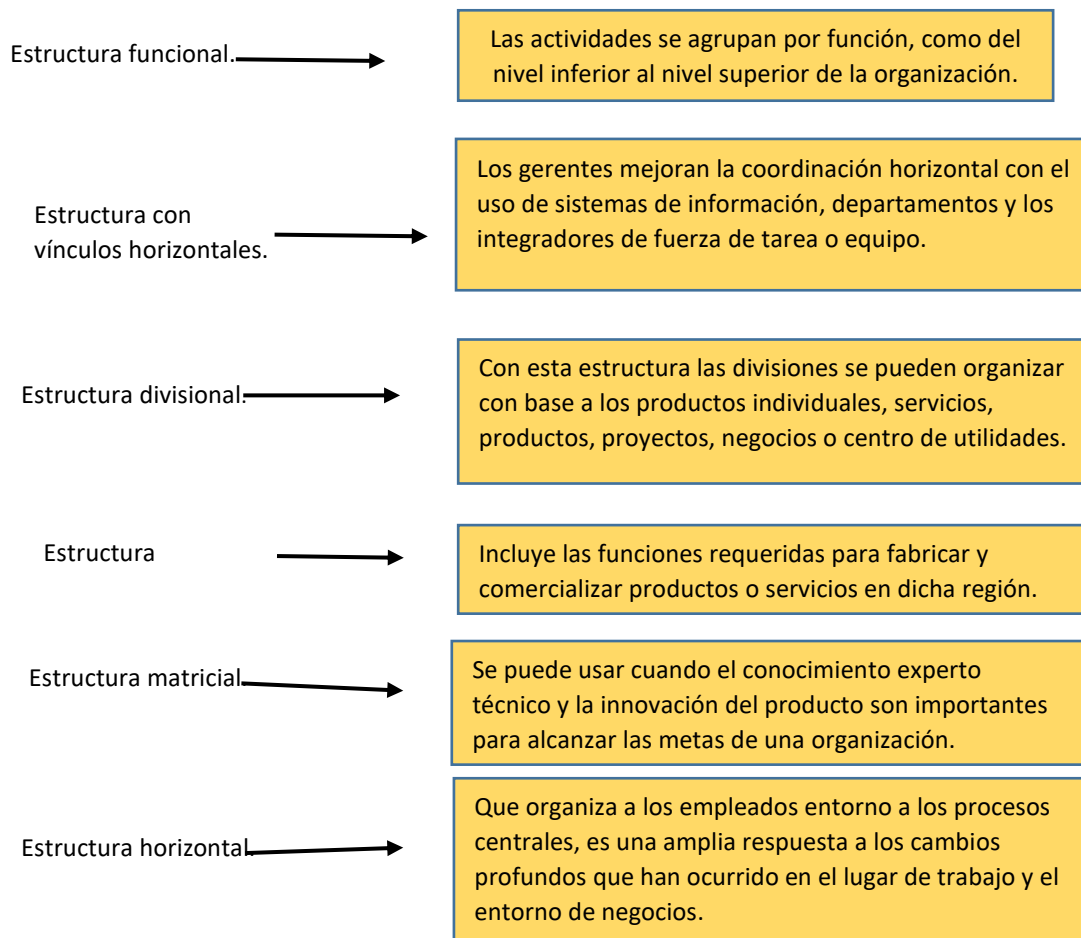 Estructura funcional.
Las actividades se agrupan por función, como del
nivel inferior al nivel superior de la organización.
Estructura con
vínculos horizontales.
Los gerentes mejoran la coordinación horizontal con el
uso de sistemas de información, departamentos y los
integradores de fuerza de tarea o equipo.
Estructura divisional.
Con esta estructura las divisiones se pueden organizar
con base a los productos individuales, servicios,
productos, proyectos, negocios o centro de utilidades.
Estructura
Incluye las funciones requeridas para fabricar y
comercializar productos o servicios en dicha región.
Estructura matricial.
Se puede usar cuando el conocimiento experto
técnico y la innovación del producto son importantes
para alcanzar las metas de una organización.
Estructura horizontal.
Que organiza a los empleados entorno a los procesos
centrales, es una amplia respuesta a los cambios
profundos que han ocurrido en el lugar de trabajo y el
entorno de negocios.